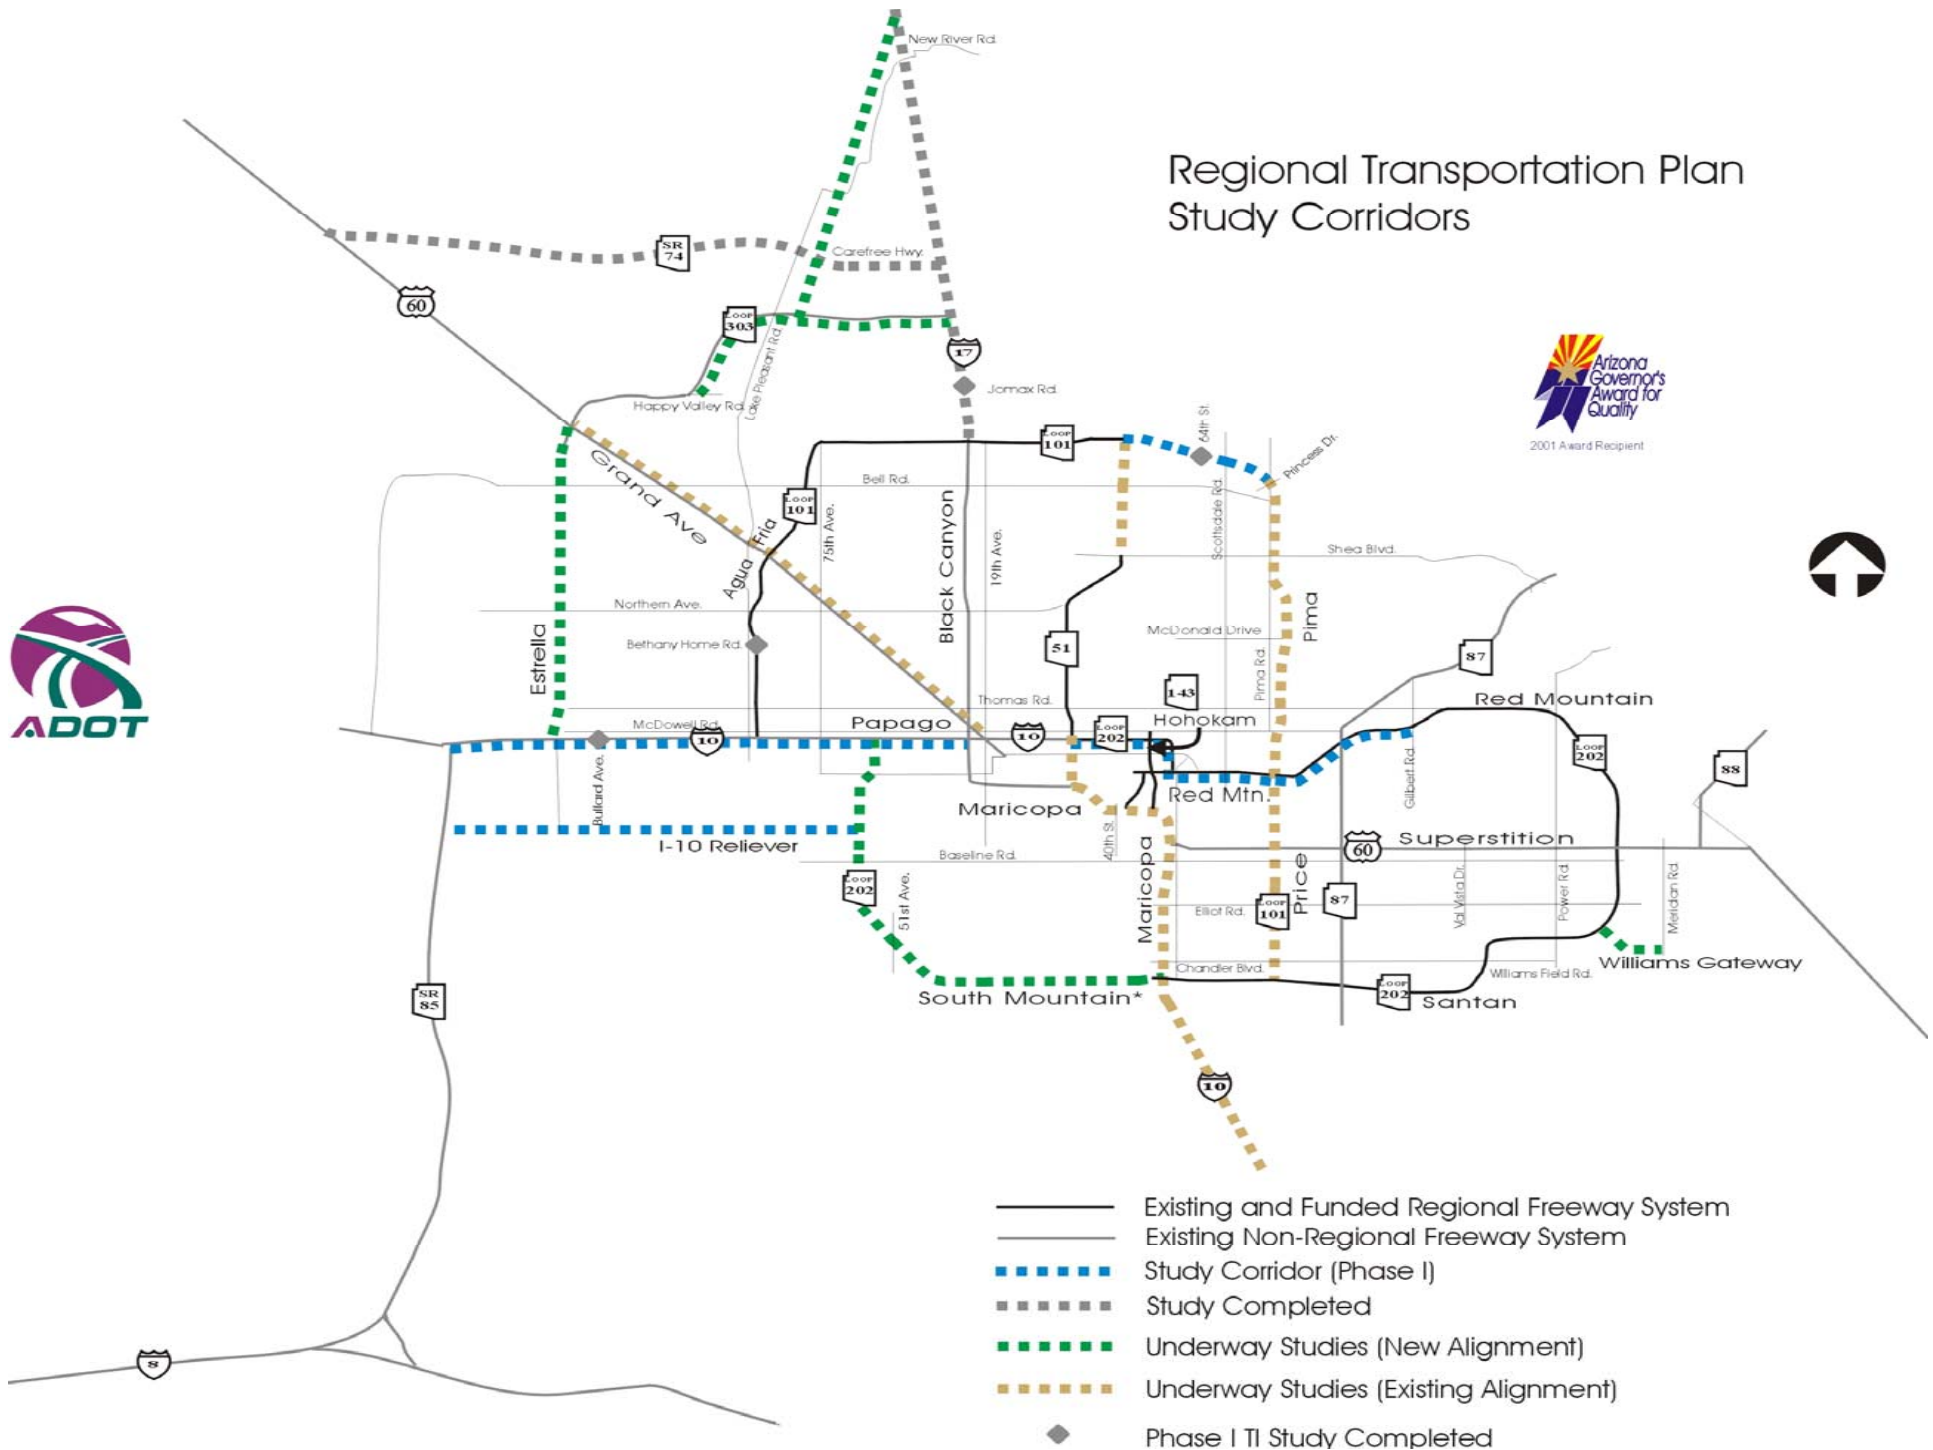 New River Rd.
Regional Transportation Plan
Study Corridors
SR
74
Carefree Hwy.
60
LOOP
303
17
Lake Pleasant Rd.
Jomax Rd.
Happy Valley Rd.
Arizona
Governor's
Award for
Quality
2001 Award Recipient
64th St.
LOOP
101
Princess Dr.
Grand Ave
Bell Rd.
LOOP
101
Agua Fria
75th Ave.
Black Canyon
19th Ave.
Scottsdale Rd.
Shea Blvd.
Northern Ave.
Estrella
Bethany Home Rd.
51
McDonald Drive
Pima
Pima Rd.
87
ADOT
143
Thomas Rd.
Red Mountain
McDowell Rd.
Papago
Hohokam
10
10
LOOP
202
LOOP
202
88
Bullard Ave.
Gilbert Rd.
Maricopa
Red Mtn.
I-10 Reliever
40th St.
Superstition
60
Baseline Rd.
LOOP
202
51st Ave.
Maricopa
Elliot Rd.
LOOP
101
Price
87
Val Vista Dr.
Power Rd.
Meridian Rd.
Chandler Blvd.
Williams Field Rd.
Williams Gateway
South Mountain*
LOOP
202
Santan
SR
85
10
8
Existing and Funded Regional Freeway System
Existing Non-Regional Freeway System
Study Corridor (Phase I)
Study Completed
Underway Studies (New Alignment)
Underway Studies (Existing Alignment)
Phase I TI Study Completed